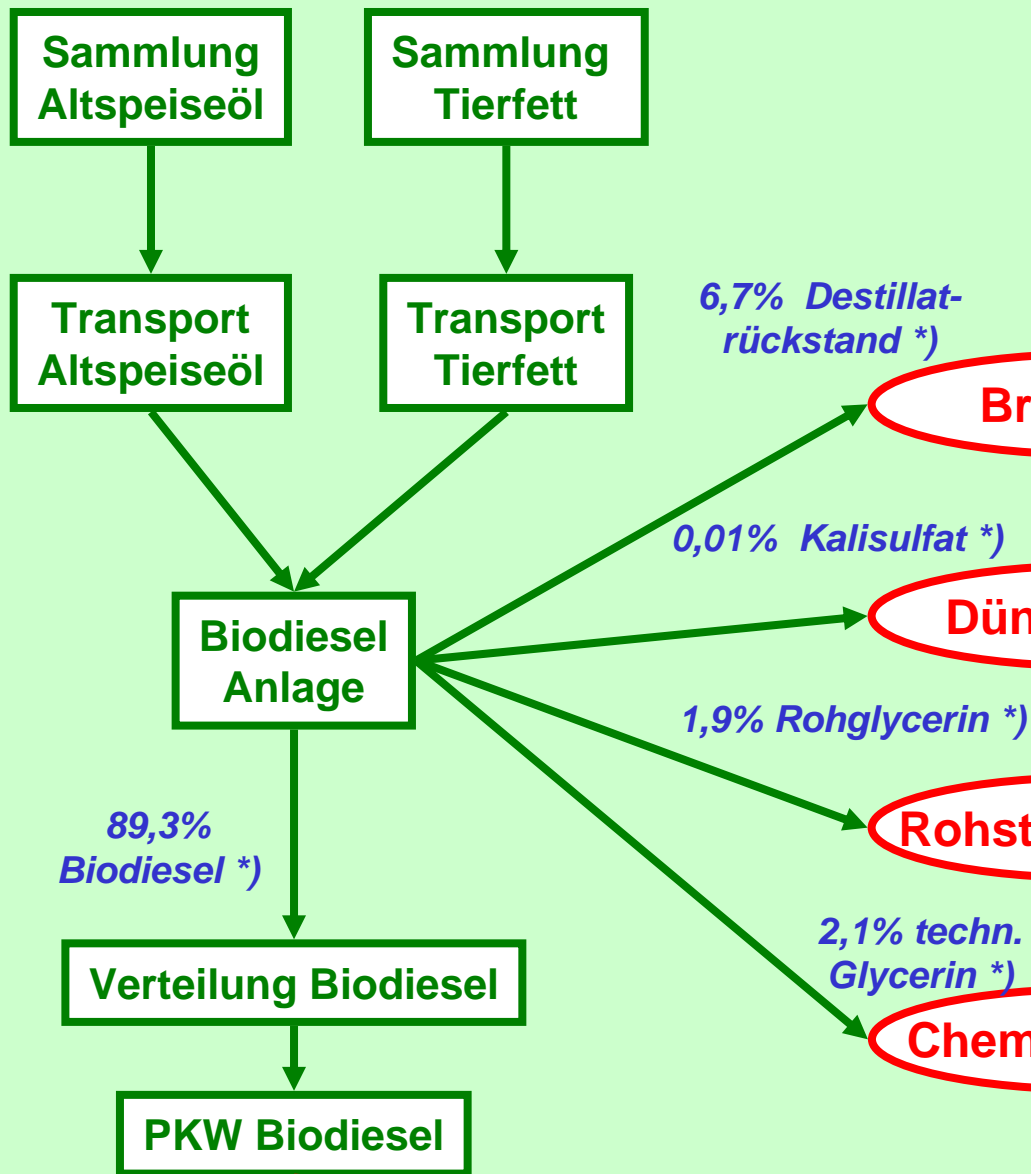 Sammlung
Altspeiseöl
Sammlung
Tierfett
Transport
Altspeiseöl
Transport
Tierfett
6,7% Destillat-
rückstand *)
Br
0,01% Kalisulfat *)
Dün
Biodiesel
Anlage
1,9% Rohglycerin *)
Rohst
89,3%
Biodiesel *)
2,1% techn.
Glycerin *)
Chem
Verteilung Biodiesel
PKW Biodiesel